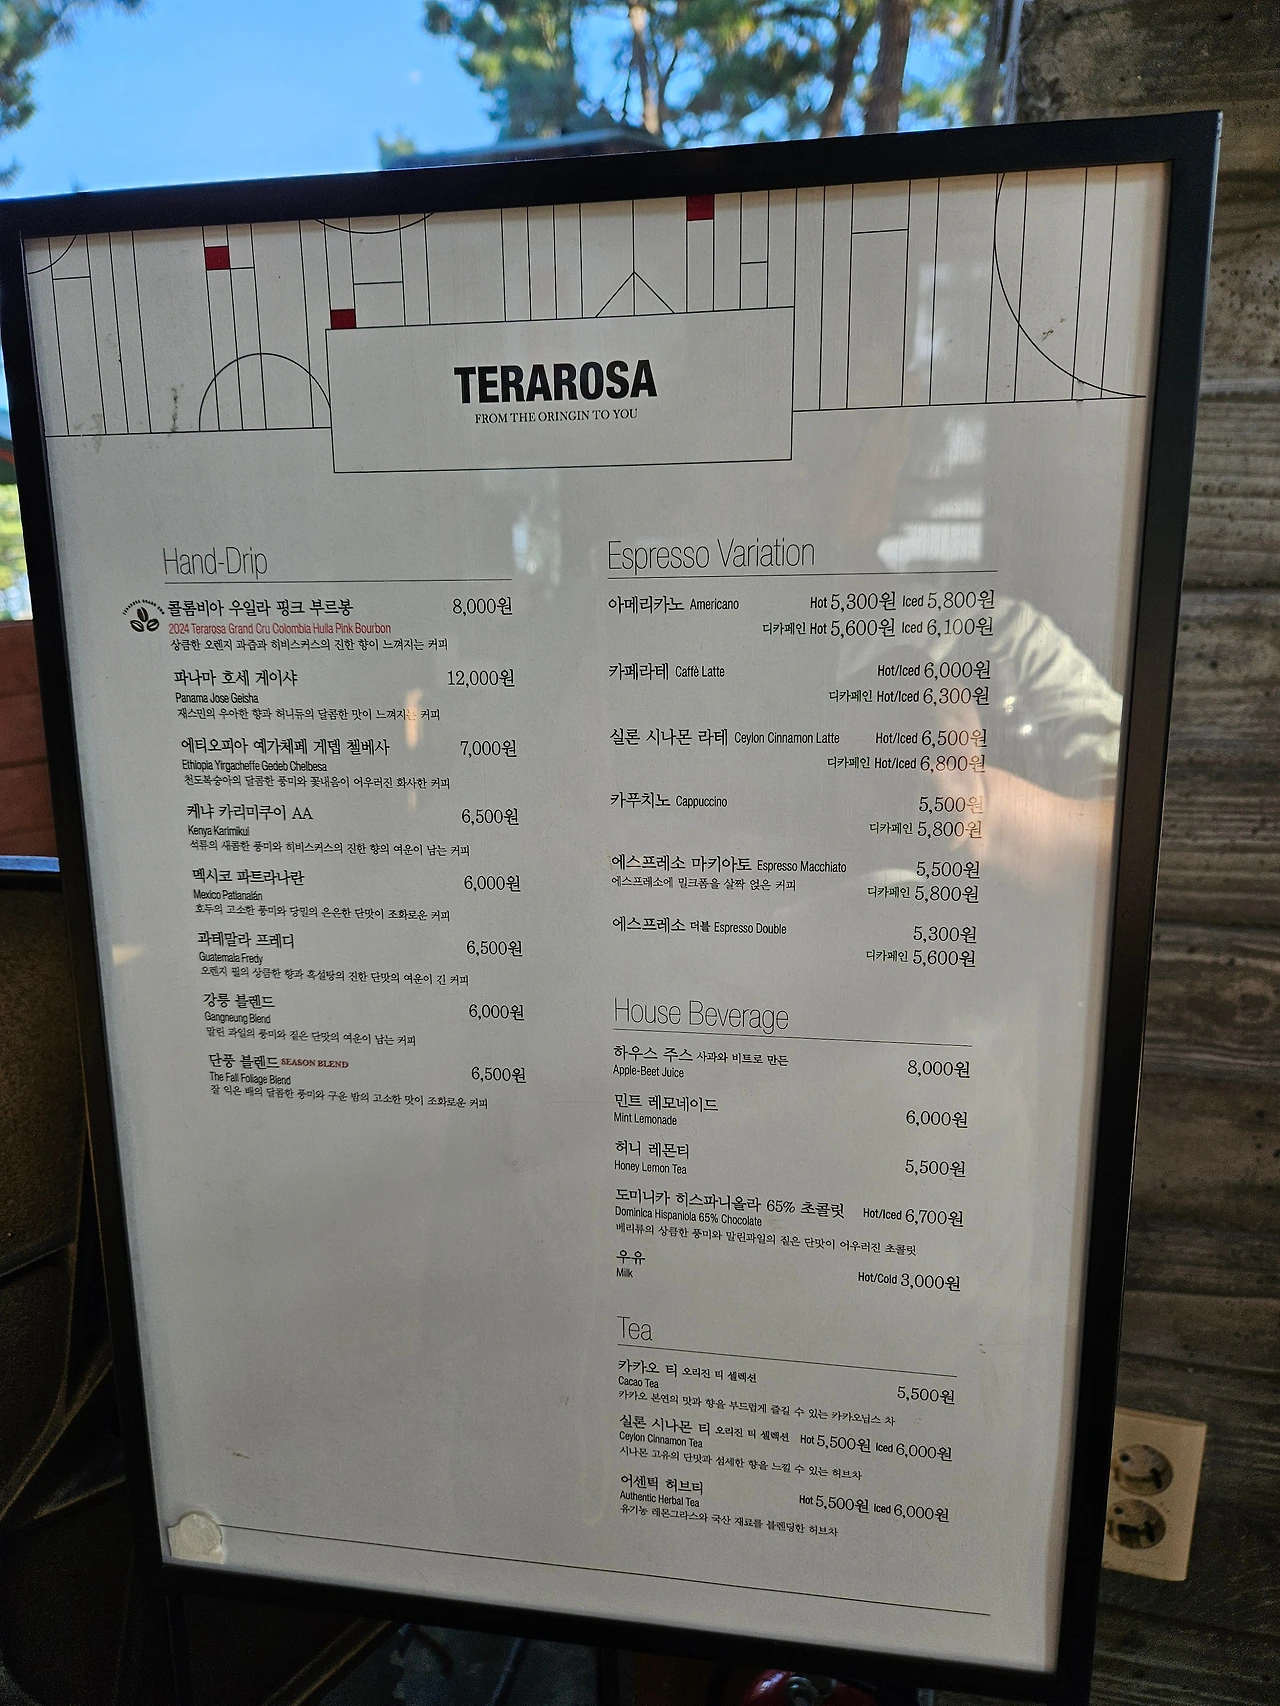 TERAROSA
FROM THE ORINGIN TO YOU
Hand-Drip
콜롬비아 우일라 핑크 부르봉 8,000원
2024 Terarosa Grand Cru Colombia Huila Pink Bourbon
상큼한 오렌지 과즙과 히비스커스의 진한 향이 느껴지는 커피
파나마 호세 게이샤 12,000원
Panama Jose Geisha
재스민의 우아한 향과 허니듀의 달콤한 맛이 느껴지는 커피
에티오피아 예가체페 게뎁 첼베사 7,000원
Ethiopia Yirgacheffe Gedeb Chelbesa
천도복숭아의 달콤한 풍미와 꽃내음이 어우러진 화사한 커피
케냐 카리미쿠이 AA 6,500원
Kenya Karimikui
석류의 새콤한 풍미와 히비스커스의 진한 향의 여운이 남는 커피
멕시코 파트라나란 6,000원
Mexico Patlanalán
호두의 고소한 풍미와 당밀의 은은한 단맛이 조화로운 커피
과테말라 프레디 6,500원
Guatemala Fredy
오렌지 필의 상큼한 향과 흑설탕의 진한 단맛의 여운이 긴 커피
강릉 블렌드 6,000원
Gangneung Blend
말린 과일의 풍미와 짙은 단맛의 여운이 남는 커피
단풍 블렌드 SEASON BLEND 6,500원
The Fall Foliage Blend
잘 익은 배의 달콤한 풍미와 구운 밤의 고소한 맛이 조화로운 커피
Espresso Variation
아메리카노 Americano Hot 5,300원 Iced 5,800원
디카페인 Hot 5,600원 Iced 6,100원
카페라테 Caffè Latte Hot/Iced 6,000원
디카페인 Hot/Iced 6,300원
실론 시나몬 라테 Ceylon Cinnamon Latte Hot/Iced 6,500원
디카페인 Hot/Iced 6,800원
카푸치노 Cappuccino 5,500원
디카페인 5,800원
에스프레소 마키아토 Espresso Macchiato 5,500원
에스프레소에 밀크폼을 살짝 얹은 커피 디카페인 5,800원
에스프레소 더블 Espresso Double 5,300원
디카페인 5,600원
House Beverage
하우스 주스 사과와 비트로 만든 8,000원
Apple-Beet Juice
민트 레모네이드 6,000원
Mint Lemonade
허니 레몬티 5,500원
Honey Lemon Tea
도미니카 히스파니올라 65% 초콜릿 Hot/Iced 6,700원
Dominica Hispaniola 65% Chocolate
베리류의 상큼한 풍미와 말린과일의 짙은 단맛이 어우러진 초콜릿
우유 Hot/Cold 3,000원
Milk
Tea
카카오 티 오리진 티 셀렉션 5,500원
Cacao Tea
카카오 본연의 맛과 향을 부드럽게 즐길 수 있는 카카오닙스 차
실론 시나몬 티 오리진 티 셀렉션 Hot 5,500원 Iced 6,000원
Ceylon Cinnamon Tea
시나몬 고유의 단맛과 섬세한 향을 느낄 수 있는 허브차
어센틱 허브티 Hot 5,500원 Iced 6,000원
Authentic Herbal Tea
유기농 레몬그라스와 국산 재료를 블렌딩한 허브차